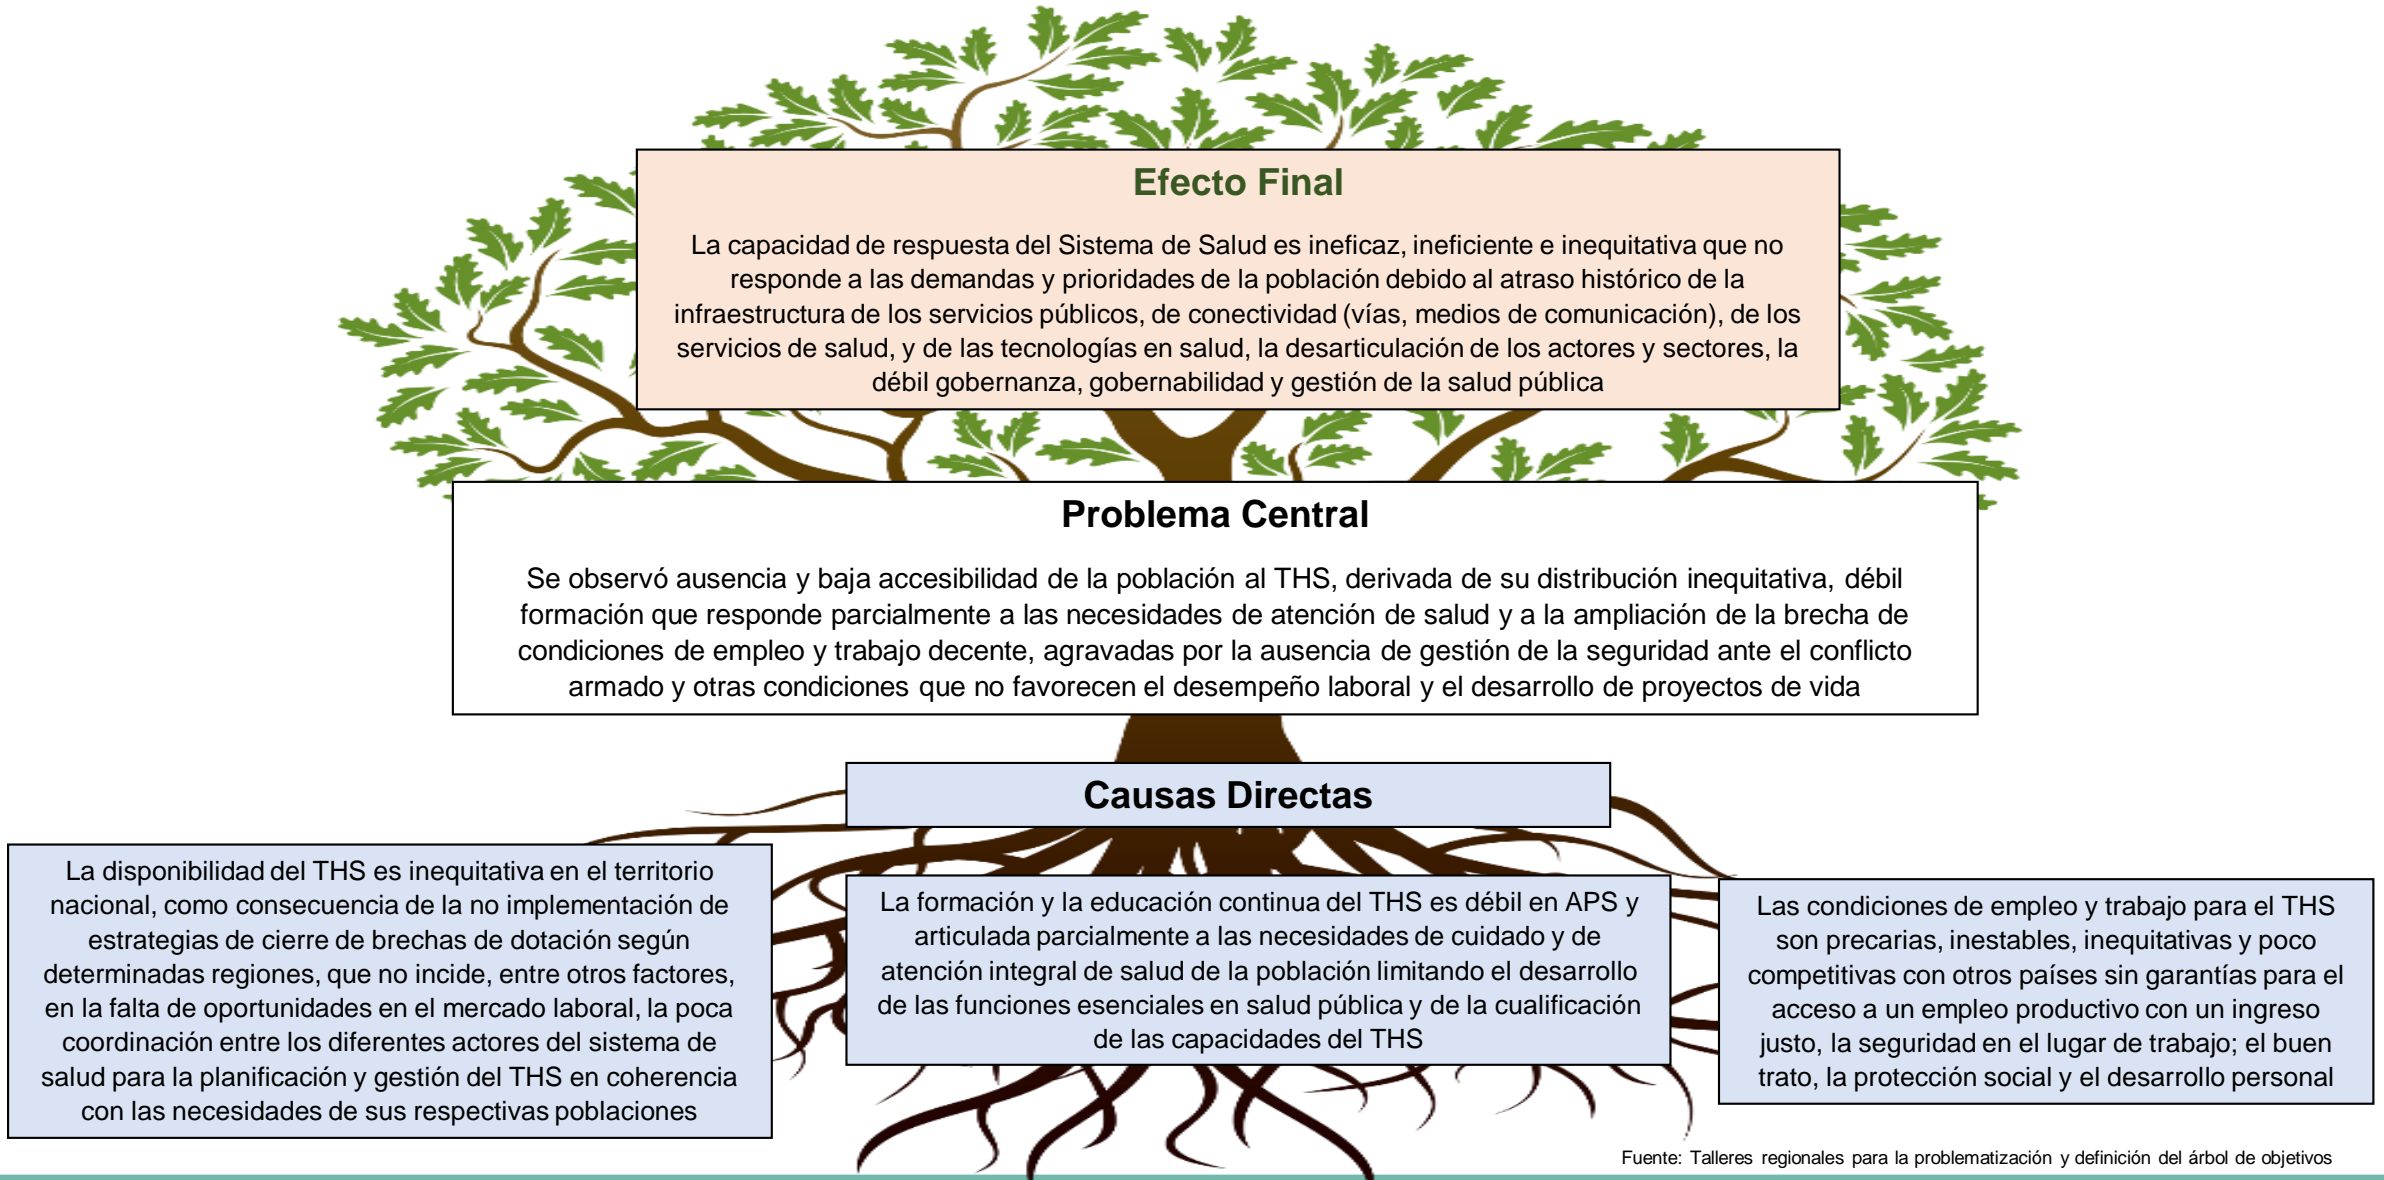 Efecto Final
La capacidad de respuesta del Sistema de Salud es ineficaz, ineficiente e inequitativa que no
responde a las demandas y prioridades de la población debido al atraso histórico de la
infraestructura de los servicios públicos, de conectividad (vías, medios de comunicación), de los
servicios de salud, y de las tecnologías en salud, la desarticulación de los actores y sectores, la
débil gobernanza, gobernabilidad y gestión de la salud pública
Problema Central
Se observó ausencia y baja accesibilidad de la población al THS, derivada de su distribución inequitativa, débil
formación que responde parcialmente a las necesidades de atención de salud y a la ampliación de la brecha de
condiciones de empleo y trabajo decente, agravadas por la ausencia de gestión de la seguridad ante el conflicto
armado y otras condiciones que no favorecen el desempeño laboral y el desarrollo de proyectos de vida
Causas Directas
La disponibilidad del THS es inequitativa en el territorio
nacional, como consecuencia de la no implementación de
estrategias de cierre de brechas de dotación según
determinadas regiones, que no incide, entre otros factores,
en la falta de oportunidades en el mercado laboral, la poca
coordinación entre los diferentes actores del sistema de
salud para la planificación y gestión del THS en coherencia
con las necesidades de sus respectivas poblaciones
La formación y la educación continua del THS es débil en APS y
articulada parcialmente a las necesidades de cuidado y de
atención integral de salud de la población limitando el desarrollo
de las funciones esenciales en salud pública y de la cualificación
de las capacidades del THS
Las condiciones de empleo y trabajo para el THS
son precarias, inestables, inequitativas y poco
competitivas con otros países sin garantías para el
acceso a un empleo productivo con un ingreso
justo, la seguridad en el lugar de trabajo; el buen
trato, la protección social y el desarrollo personal
Fuente: Talleres regionales para la problematización y definición del árbol de objetivos